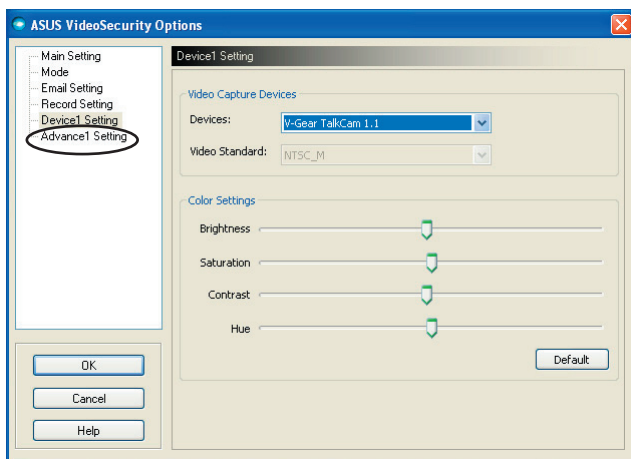 ASUS VideoSecurity Options
Main Setting
Mode
Email Setting
Record Setting
Device1 Setting
Advance1 Setting
OK
Cancel
Help
Device1 Setting
Video Capture Devices
Devices: V-Gear TalkCam 1.1
Video Standard: NTSC_M
Color Settings
Brightness
Saturation
Contrast
Hue
Default